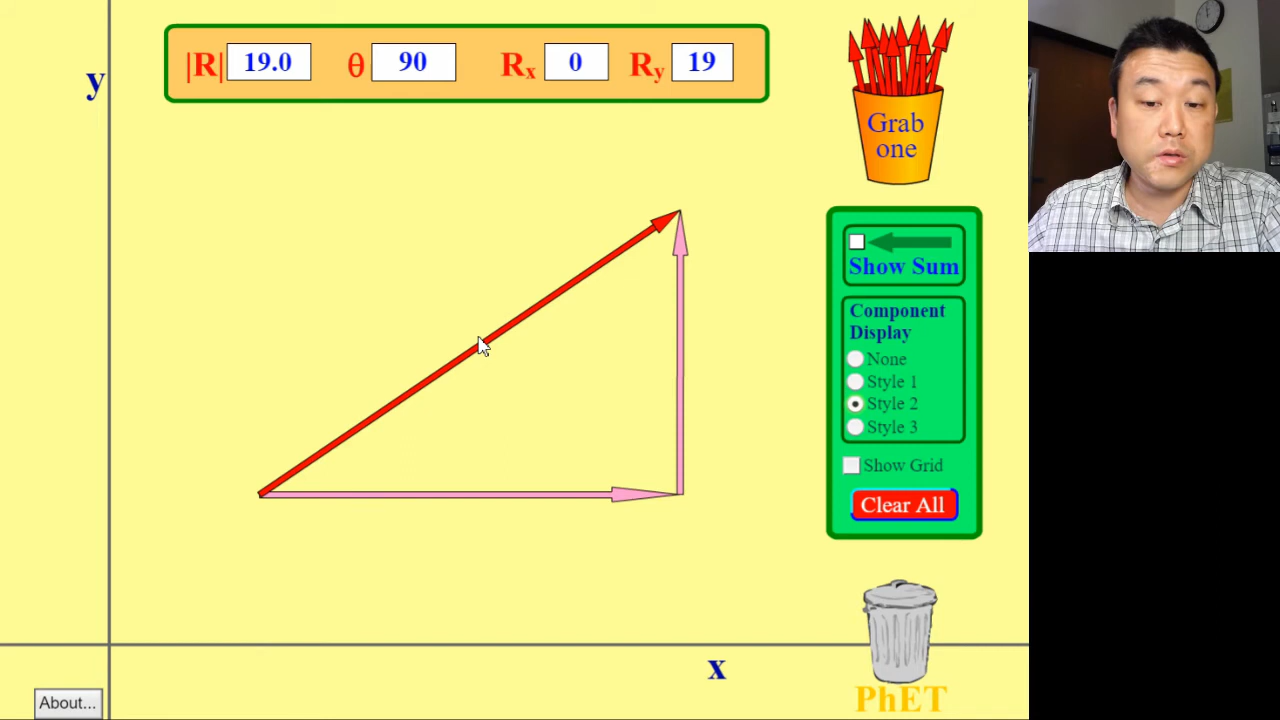 |R| 19.0 θ 90 Rx 0 Ry 19
y
Grab
one
Show Sum
Component
Display
None
Style 1
Style 2
Style 3
Show Grid
Clear All
x
PhET
About...